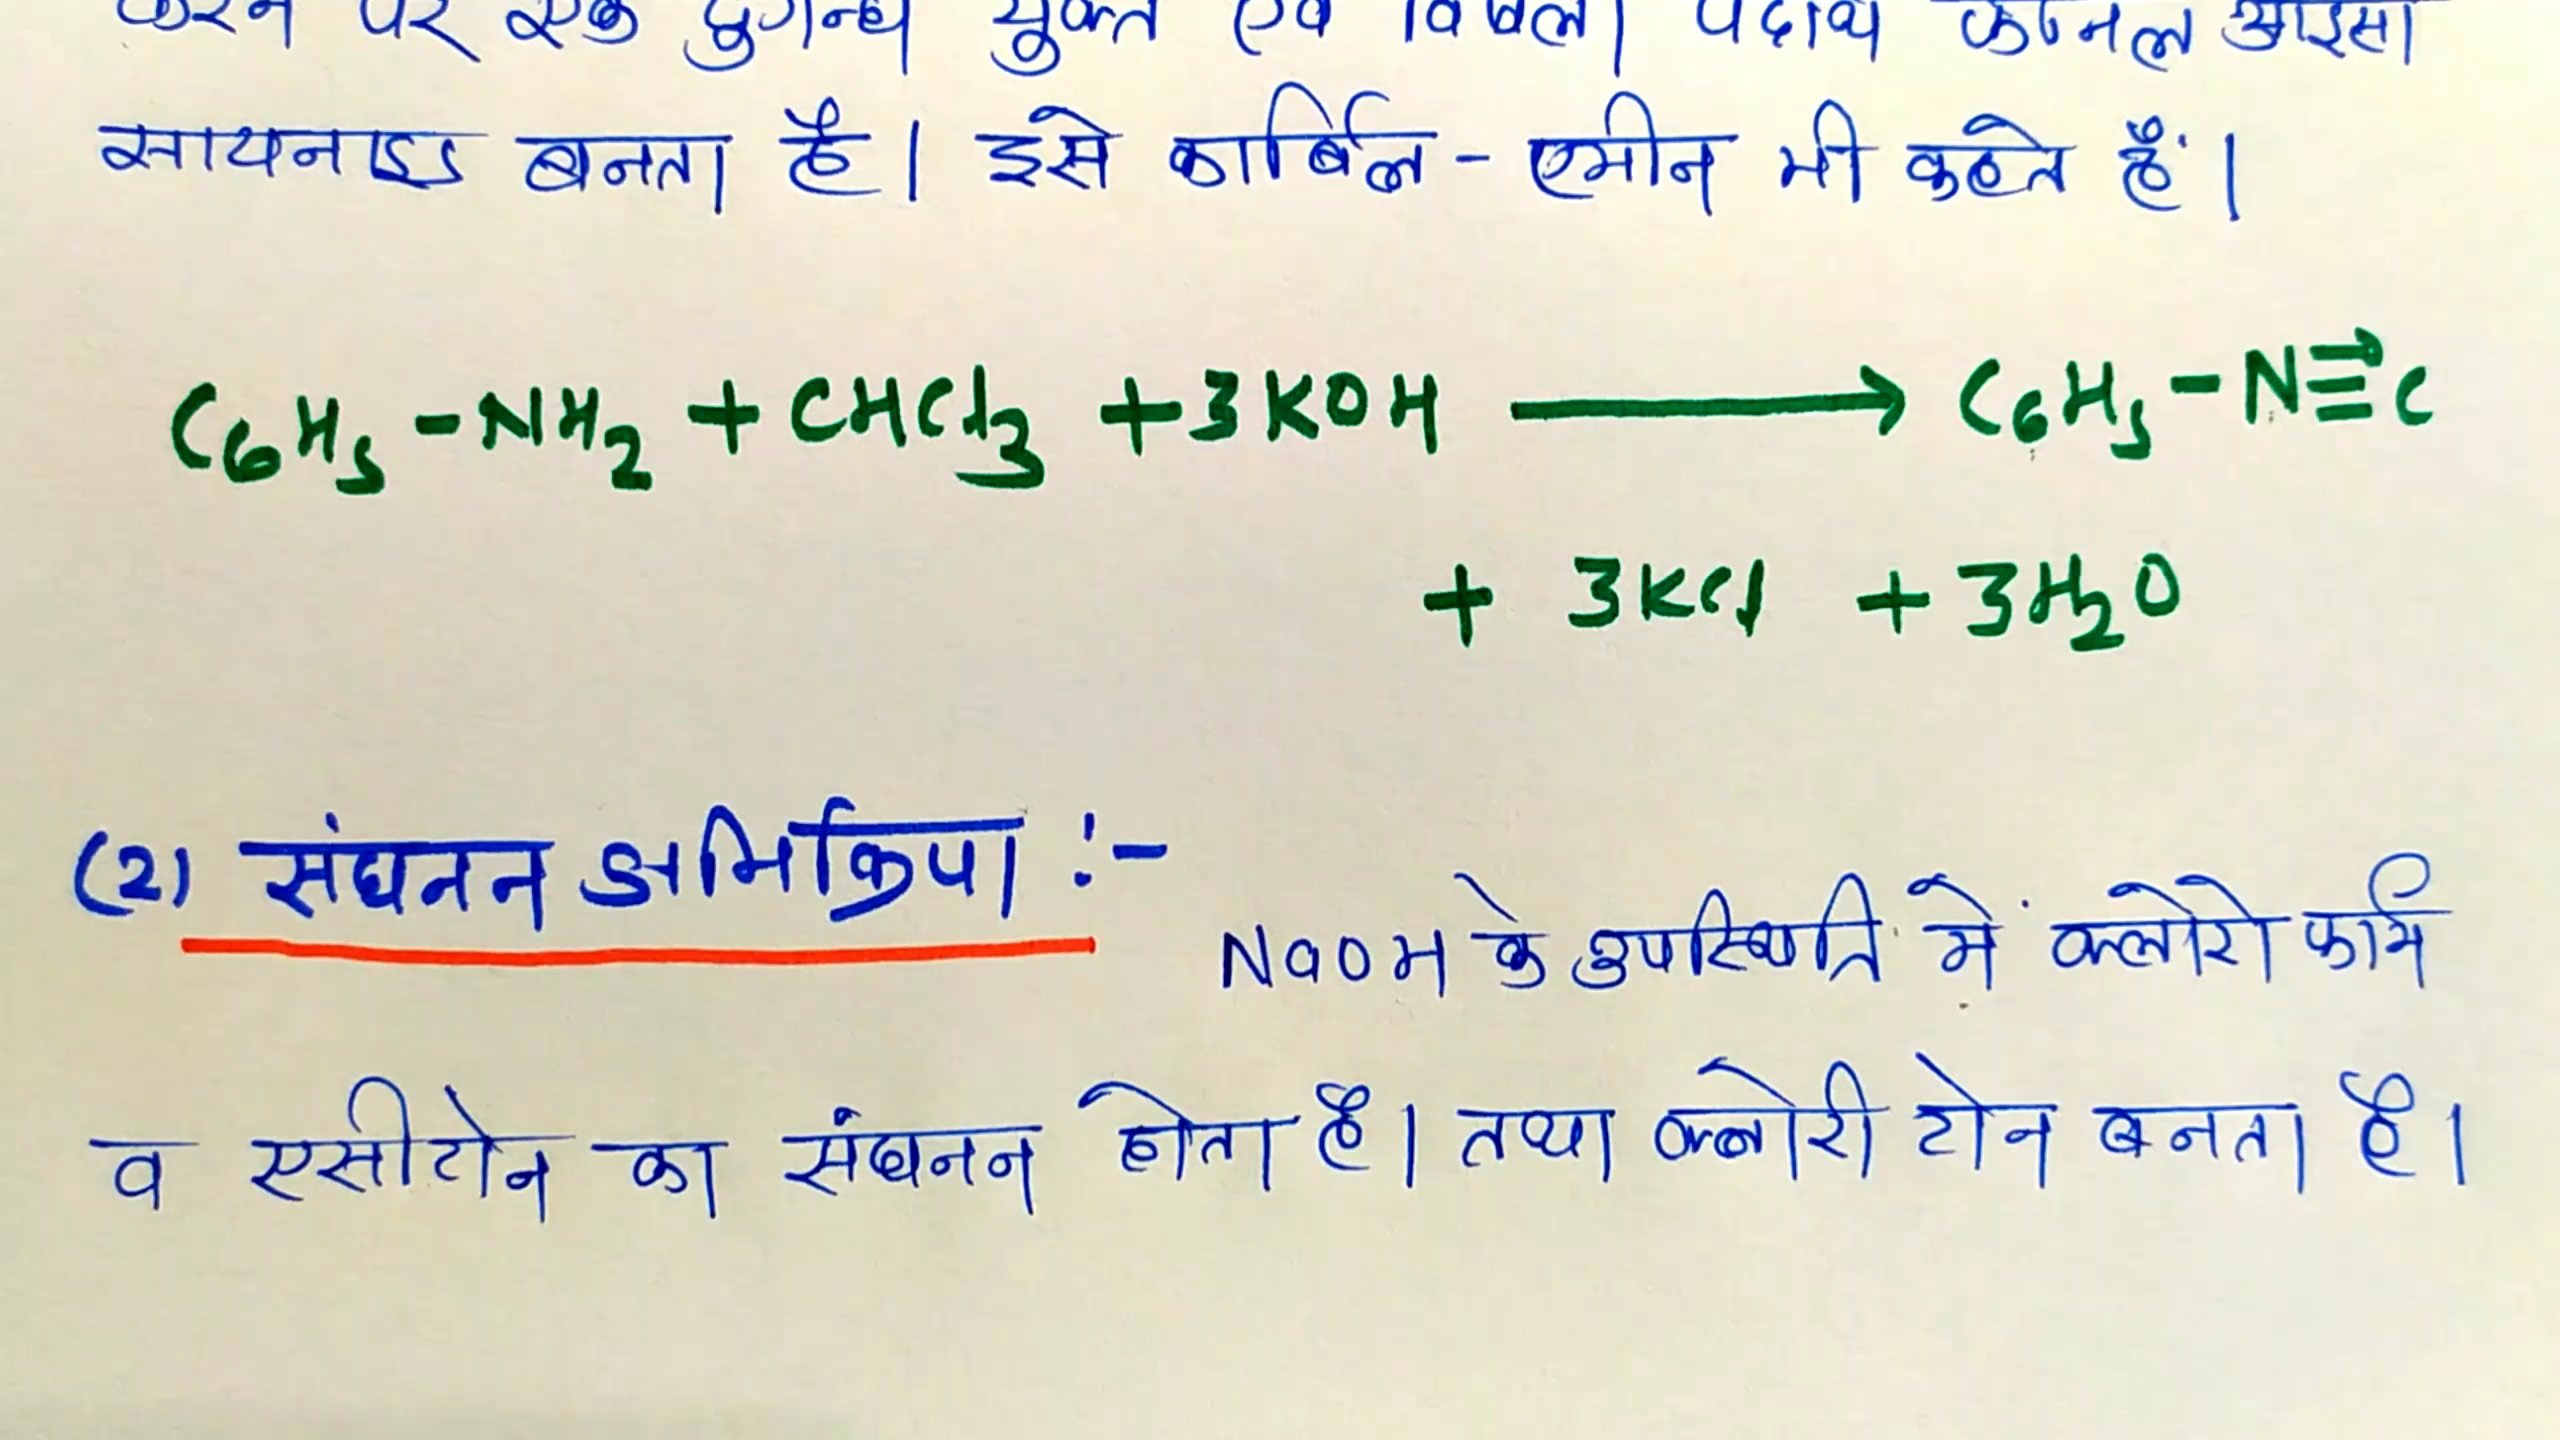 करने पर एक दुर्गन्ध युक्त एवं विषैला पदार्थ फेनिल आइसो
सायनाइड बनता है। इसे कार्बिल - एमीन भी कहते हैं।
C₆H₅ - NH₂ + CHCl₃ + 3KOH ⟶ C₆H₅ - N≡C
+ 3KCl + 3H₂O
(2) संघनन अभिक्रिया :-
NaOH के उपस्थिति में क्लोरो फार्म
व एसीटोन का संघनन होता है। तथा क्लोरी टोन बनता है।